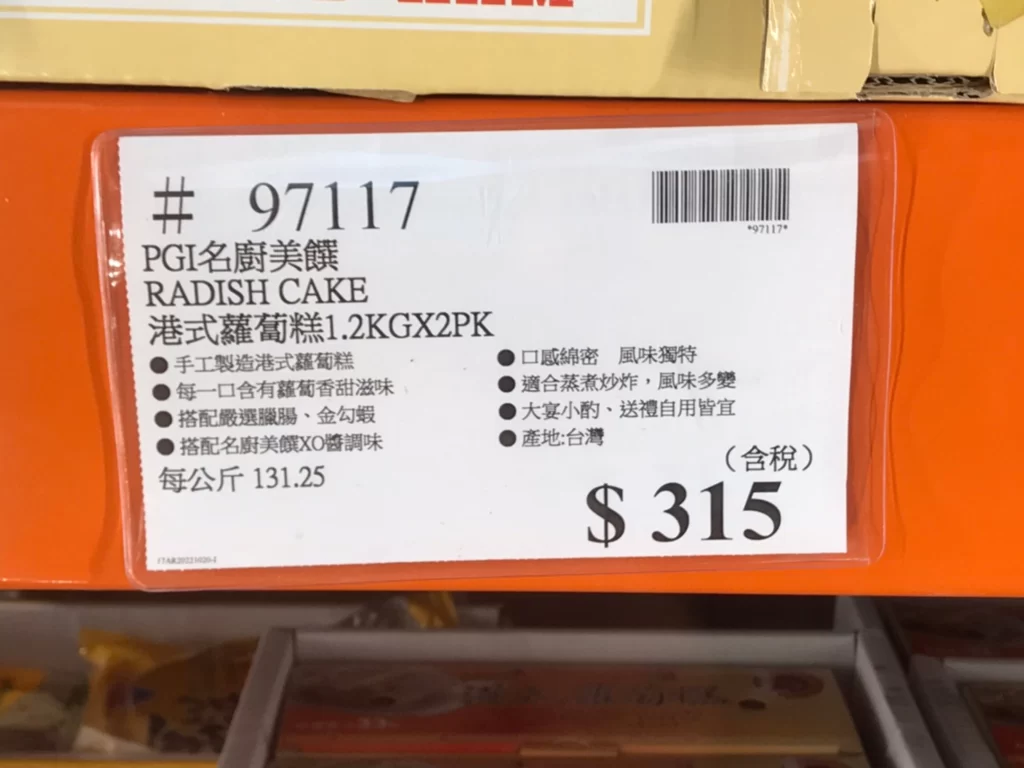 # 97117
*97117*
PGI名廚美饌
RADISH CAKE
港式蘿蔔糕1.2KGX2PK
●手工製造港式蘿蔔糕
●每一口含有蘿蔔香甜滋味
●搭配嚴選臘腸、金勾蝦
●搭配名廚美饌XO醬調味
●口感綿密 風味獨特
●適合蒸煮炒炸，風味多變
●大宴小酌、送禮自用皆宜
●產地:台灣
每公斤 131.25
（含稅）
$ 315